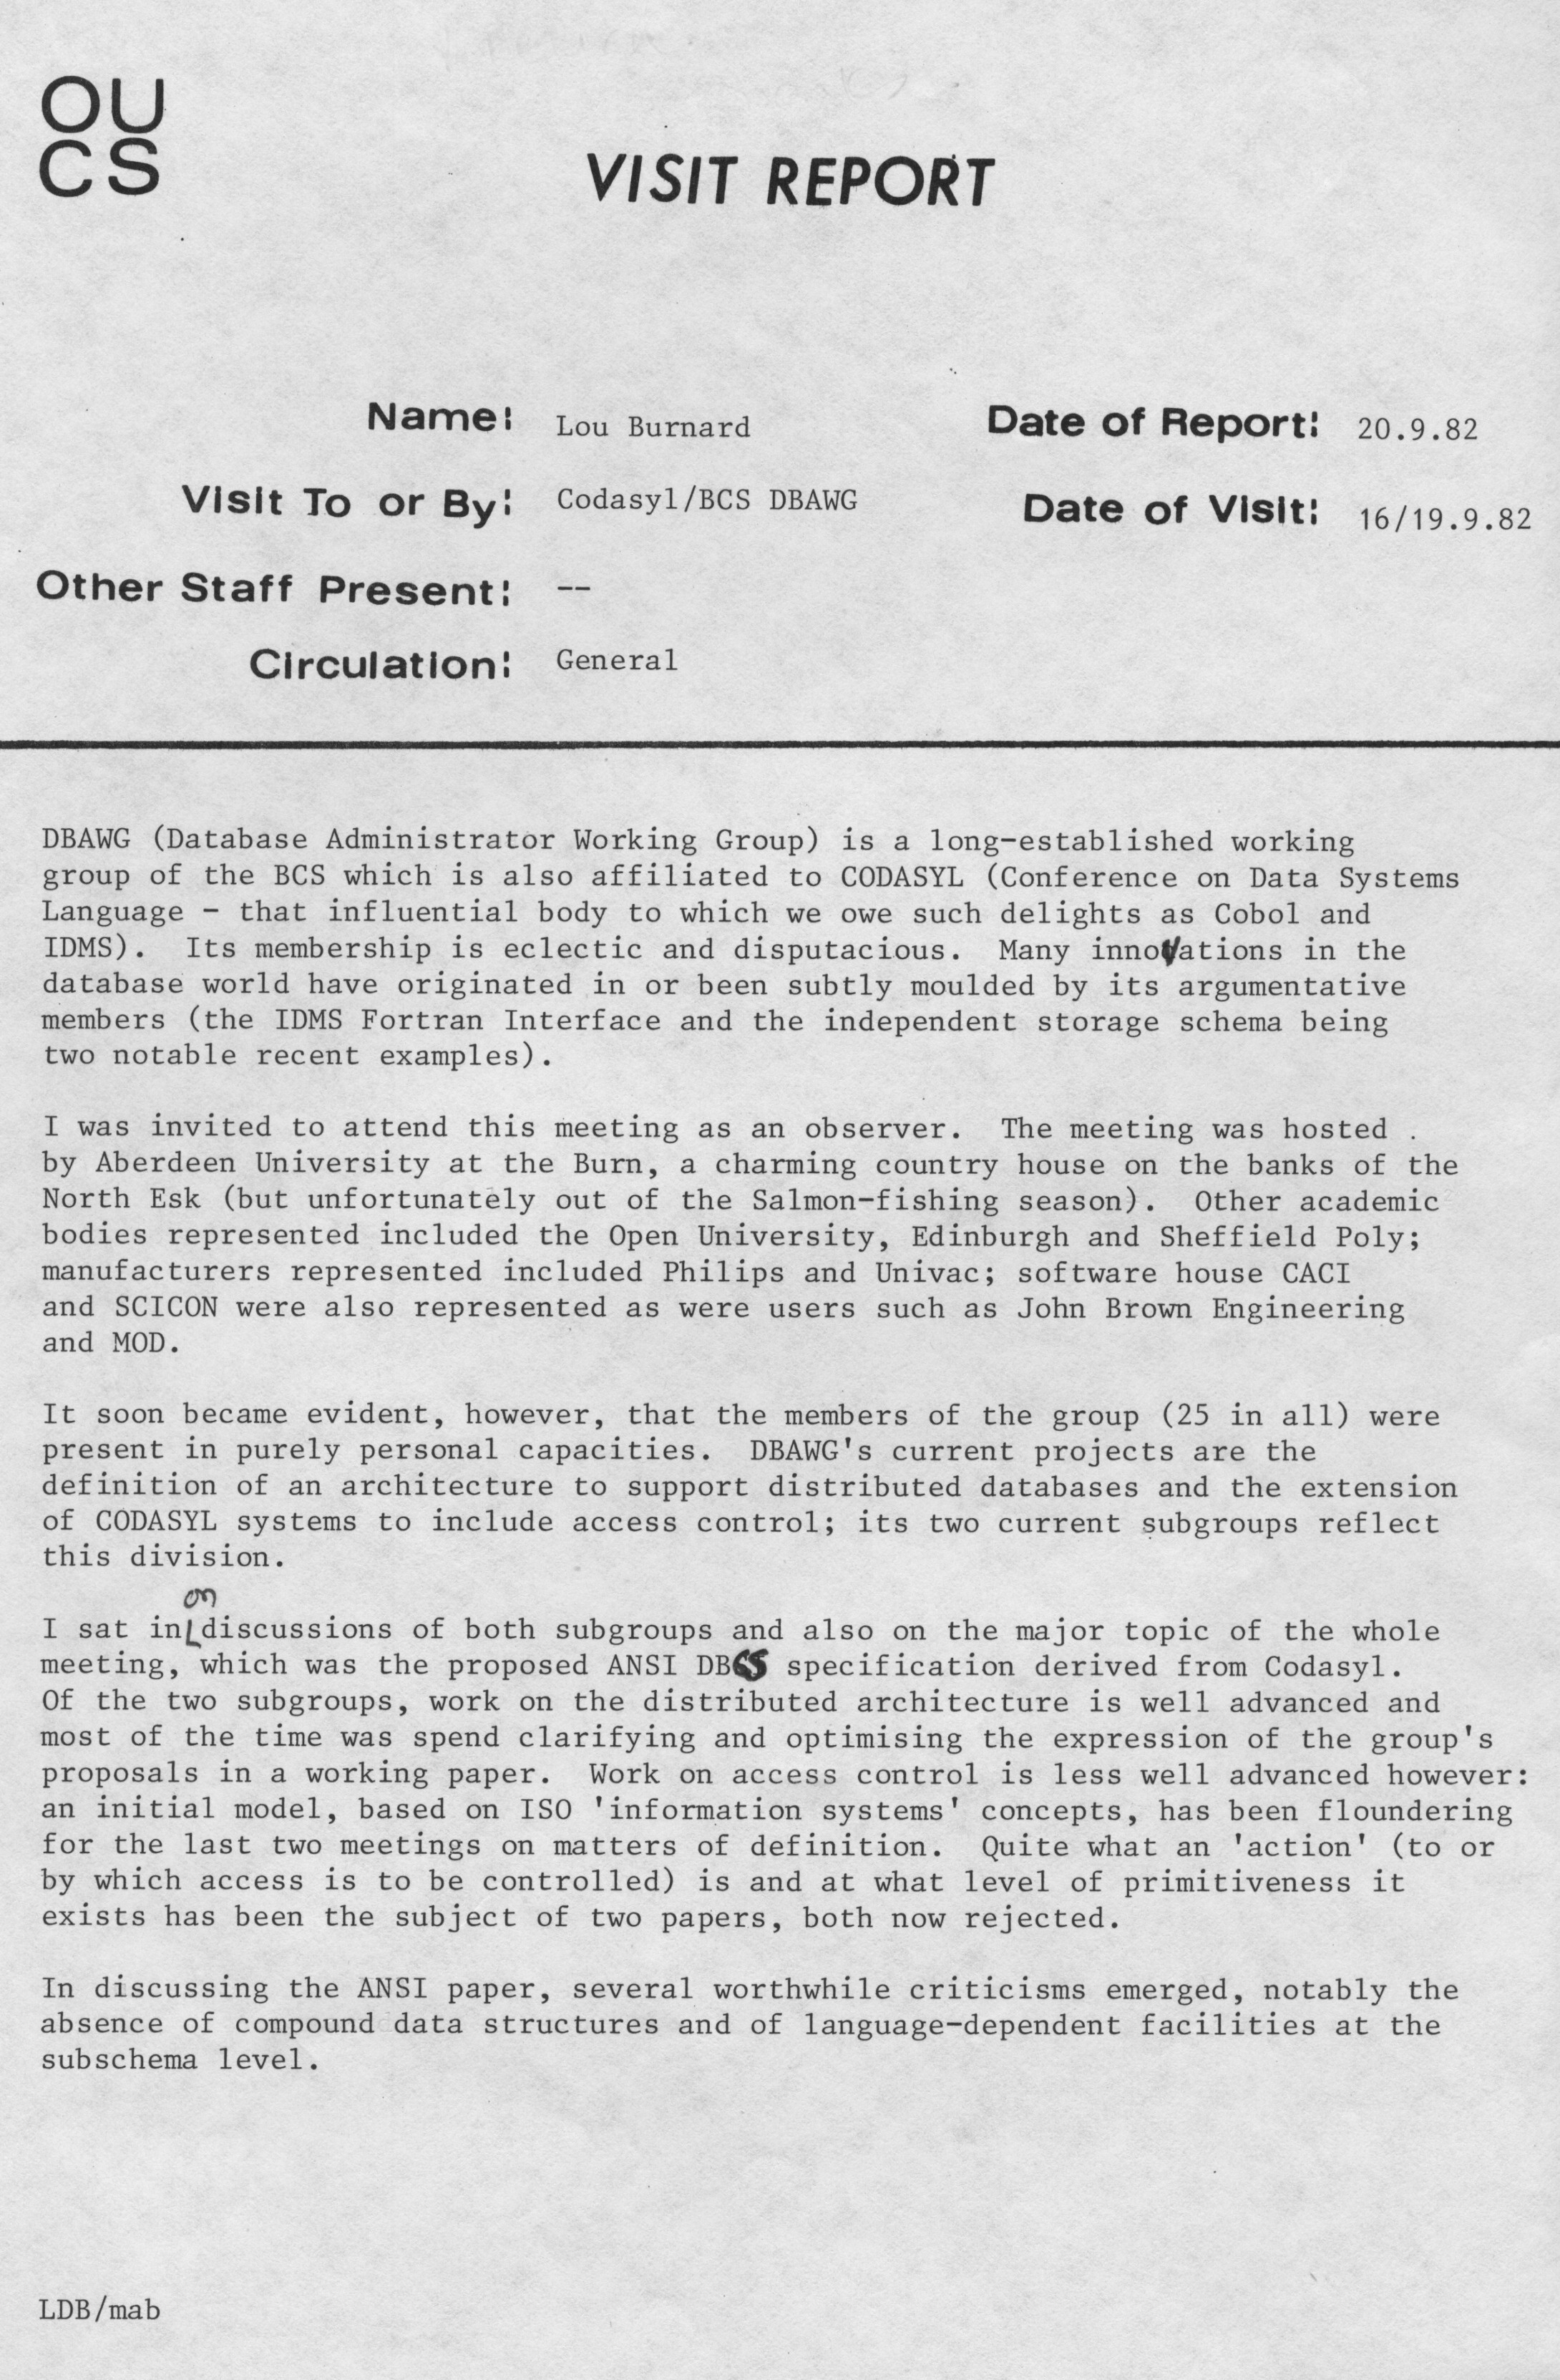 OU
CS
VISIT REPORT
Name: Lou Burnard
Date of Report: 20.9.82
Visit To or By: Codasyl/BCS DBAWG
Date of Visit: 16/19.9.82
Other Staff Present: --
Circulation: General
DBAWG (Database Administrator Working Group) is a long-established working
group of the BCS which is also affiliated to CODASYL (Conference on Data Systems
Language - that influential body to which we owe such delights as Cobol and
IDMS).  Its membership is eclectic and disputacious.  Many innovations in the
database world have originated in or been subtly moulded by its argumentative
members (the IDMS Fortran Interface and the independent storage schema being
two notable recent examples).
I was invited to attend this meeting as an observer.  The meeting was hosted
by Aberdeen University at the Burn, a charming country house on the banks of the
North Esk (but unfortunately out of the Salmon-fishing season).  Other academic
bodies represented included the Open University, Edinburgh and Sheffield Poly;
manufacturers represented included Philips and Univac; software house CACI
and SCICON were also represented as were users such as John Brown Engineering
and MOD.
It soon became evident, however, that the members of the group (25 in all) were
present in purely personal capacities.  DBAWG's current projects are the
definition of an architecture to support distributed databases and the extension
of CODASYL systems to include access control; its two current subgroups reflect
this division.
on
I sat in discussions of both subgroups and also on the major topic of the whole
meeting, which was the proposed ANSI DBCS specification derived from Codasyl.
Of the two subgroups, work on the distributed architecture is well advanced and
most of the time was spend clarifying and optimising the expression of the group's
proposals in a working paper.  Work on access control is less well advanced however:
an initial model, based on ISO 'information systems' concepts, has been floundering
for the last two meetings on matters of definition.  Quite what an 'action' (to or
by which access is to be controlled) is and at what level of primitiveness it
exists has been the subject of two papers, both now rejected.
In discussing the ANSI paper, several worthwhile criticisms emerged, notably the
absence of compound data structures and of language-dependent facilities at the
subschema level.
LDB/mab